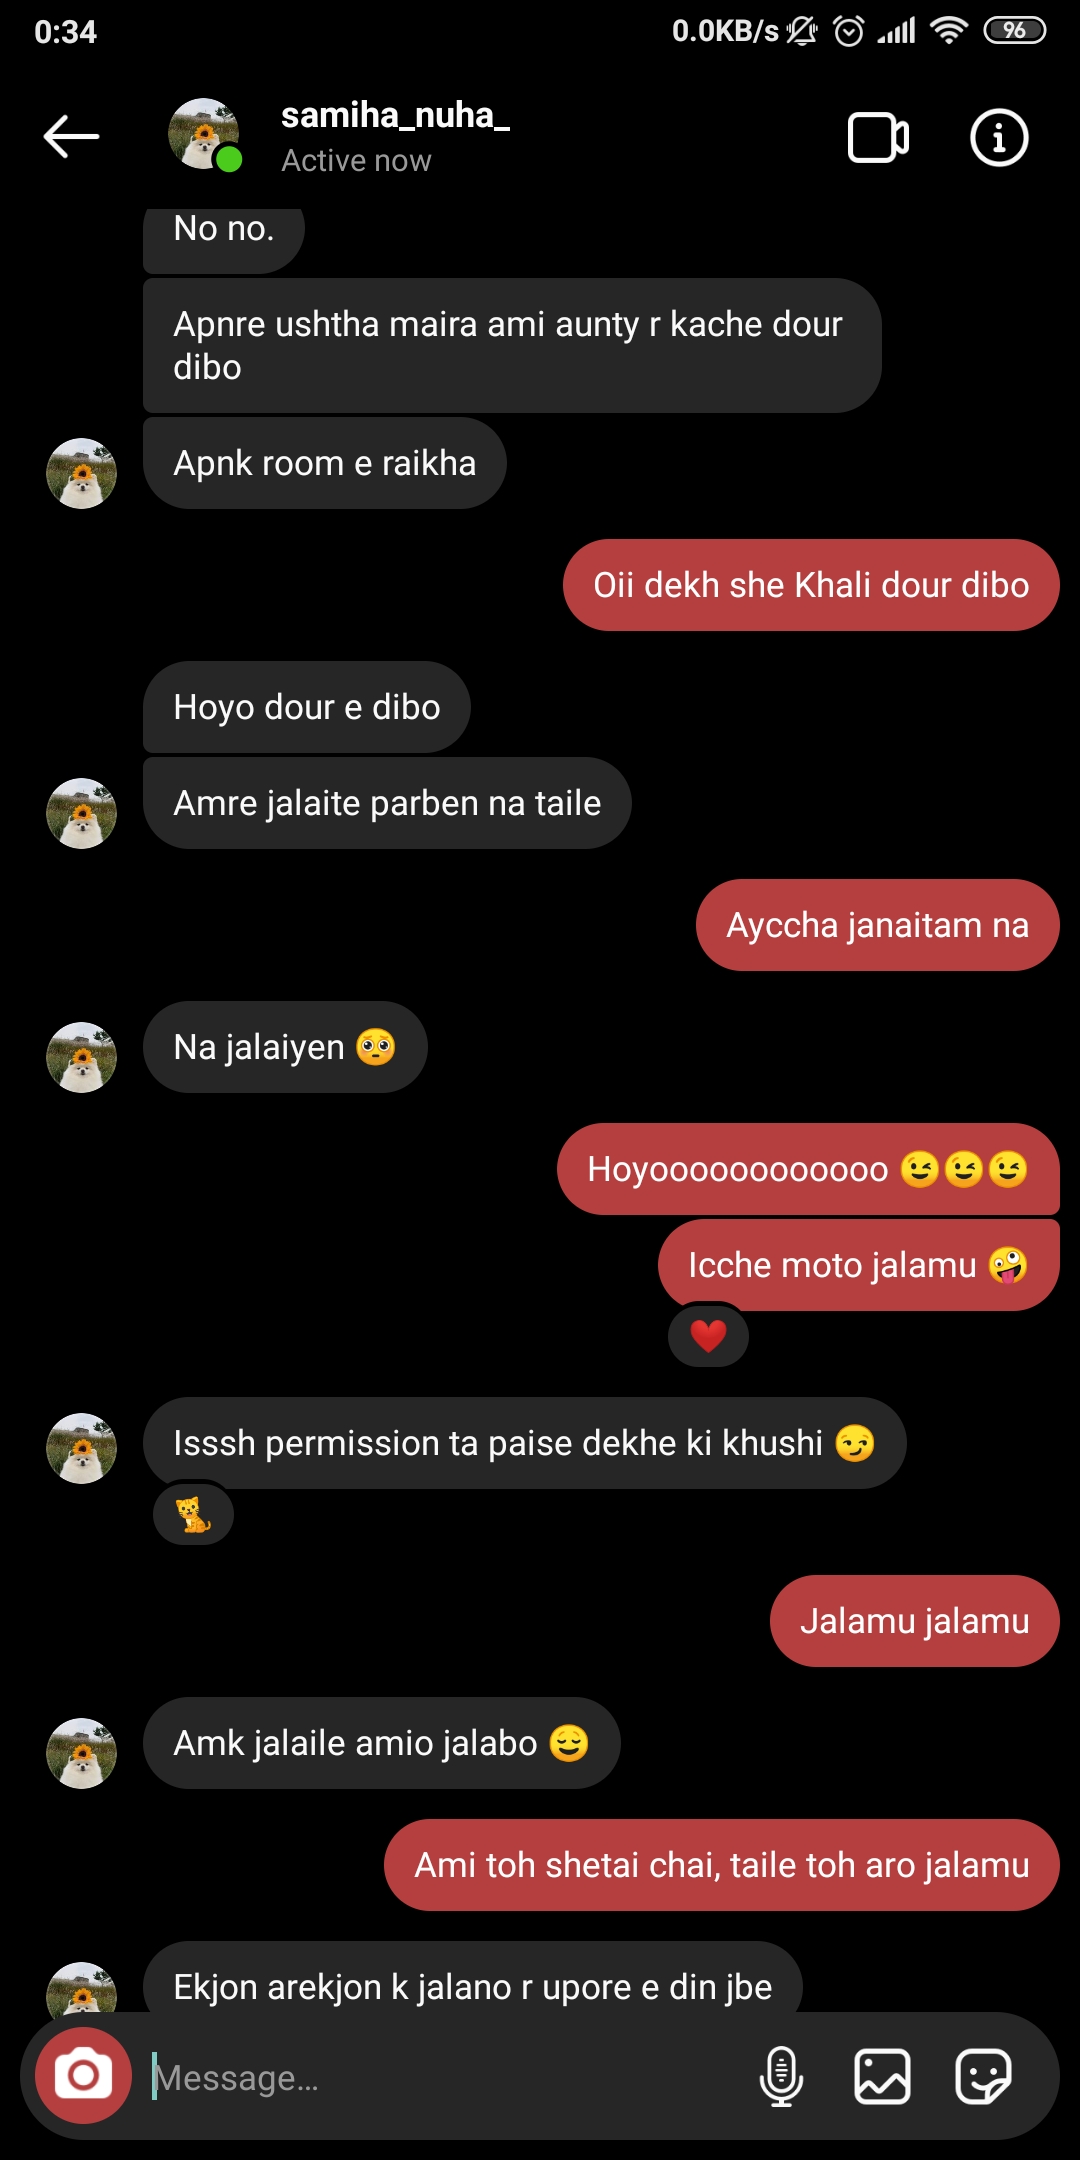 0:34
0.0KB/s
96
samiha_nuha_
Active now
No no.
Apnre ushtha maira ami aunty r kache dour
dibo
Apnk room e raikha
Oii dekh she Khali dour dibo
Hoyo dour e dibo
Amre jalaite parben na taile
Ayccha janaitam na
Na jalaiyen 🥺
Hoyooooooooooooo 😉😉😉
Icche moto jalamu 🤪
❤️
Isssh permission ta paise dekhe ki khushi 😏
🐈
Jalamu jalamu
Amk jalaile amio jalabo 😌
Ami toh shetai chai, taile toh aro jalamu
Ekjon arekjon k jalano r upore e din jbe
Message...